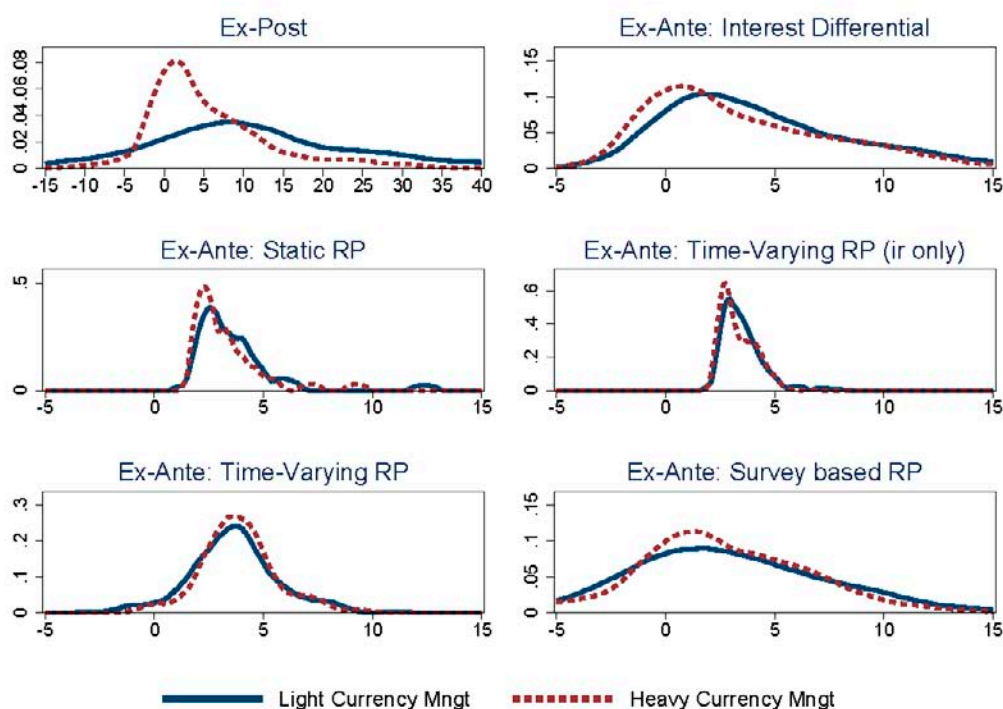 Ex-Post
0 .02.04.06.08
-15 -10 -5 0 5 10 15 20 25 30 35 40
Ex-Ante: Interest Differential
0 .05 .1 .15
-5 0 5 10 15
Ex-Ante: Static RP
0 .5
-5 0 5 10 15
Ex-Ante: Time-Varying RP (ir only)
0 .2 .4 .6
-5 0 5 10 15
Ex-Ante: Time-Varying RP
0 .1 .2 .3
-5 0 5 10 15
Ex-Ante: Survey based RP
0 .05 .1 .15
-5 0 5 10 15
Light Currency Mngt Heavy Currency Mngt